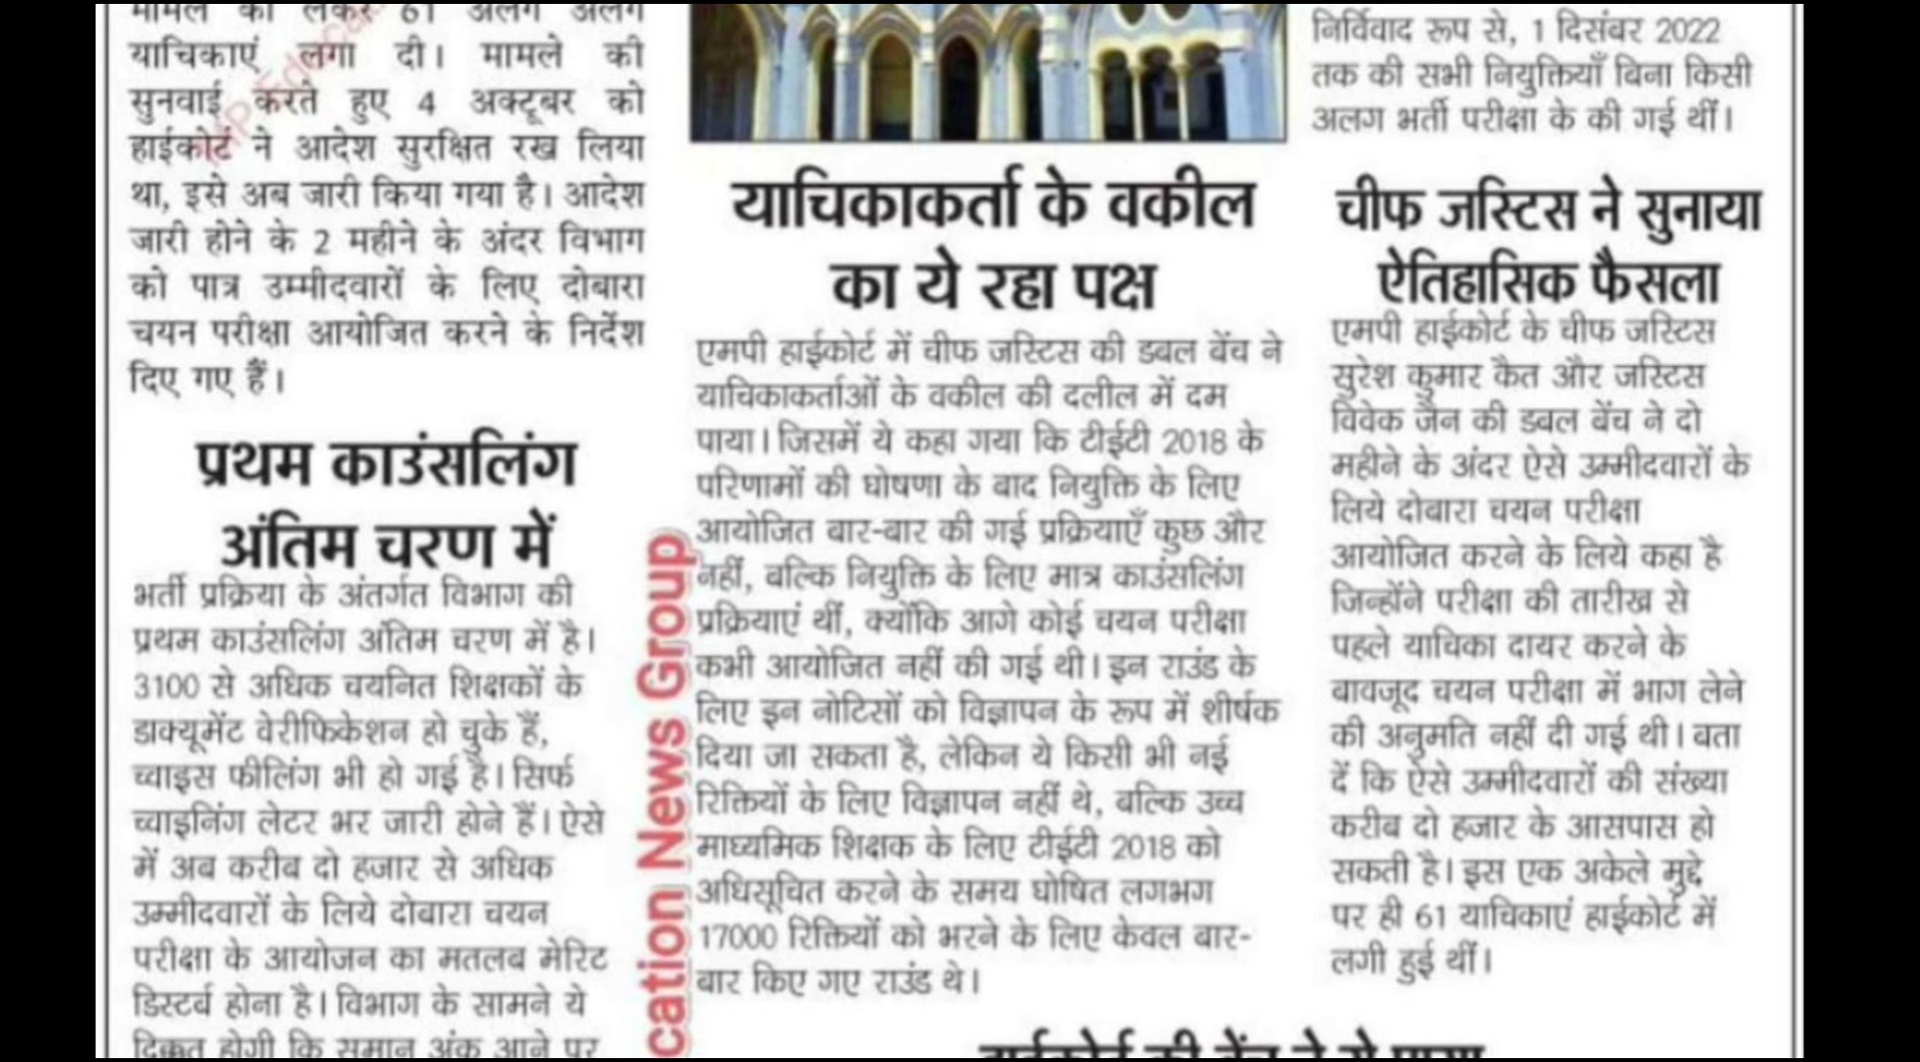 मामले को लेकर 61 अलग अलग
याचिकाएं लगा दी। मामले की
सुनवाई करते हुए 4 अक्टूबर को
हाईकोर्ट ने आदेश सुरक्षित रख लिया
था, इसे अब जारी किया गया है। आदेश
जारी होने के 2 महीने के अंदर विभाग
को पात्र उम्मीदवारों के लिए दोबारा
चयन परीक्षा आयोजित करने के निर्देश
दिए गए हैं।
प्रथम काउंसलिंग
अंतिम चरण में
भर्ती प्रक्रिया के अंतर्गत विभाग की
प्रथम काउंसलिंग अंतिम चरण में है।
3100 से अधिक चयनित शिक्षकों के
डाक्यूमेंट वेरीफिकेशन हो चुके हैं,
च्वाइस फीलिंग भी हो गई है। सिर्फ
च्वाइनिंग लेटर भर जारी होने हैं। ऐसे
में अब करीब दो हजार से अधिक
उम्मीदवारों के लिये दोबारा चयन
परीक्षा के आयोजन का मतलब मेरिट
डिस्टर्ब होना है। विभाग के सामने ये
दिक्कत होगी कि समान अंक आने पर
cation News Group
याचिकाकर्ता के वकील
का ये रहा पक्ष
एमपी हाईकोर्ट में चीफ जस्टिस की डबल बेंच ने
याचिकाकर्ताओं के वकील की दलील में दम
पाया। जिसमें ये कहा गया कि टीईटी 2018 के
परिणामों की घोषणा के बाद नियुक्ति के लिए
आयोजित बार-बार की गई प्रक्रियाएँ कुछ और
नहीं, बल्कि नियुक्ति के लिए मात्र काउंसलिंग
प्रक्रियाएं थीं, क्योंकि आगे कोई चयन परीक्षा
कभी आयोजित नहीं की गई थी। इन राउंड के
लिए इन नोटिसों को विज्ञापन के रूप में शीर्षक
दिया जा सकता है, लेकिन ये किसी भी नई
रिक्तियों के लिए विज्ञापन नहीं थे, बल्कि उच्च
माध्यमिक शिक्षक के लिए टीईटी 2018 को
अधिसूचित करने के समय घोषित लगभग
17000 रिक्तियों को भरने के लिए केवल बार-
बार किए गए राउंड थे।
निर्विवाद रूप से, 1 दिसंबर 2022
तक की सभी नियुक्तियाँ बिना किसी
अलग भर्ती परीक्षा के की गई थीं।
चीफ जस्टिस ने सुनाया
ऐतिहासिक फैसला
एमपी हाईकोर्ट के चीफ जस्टिस
सुरेश कुमार कैत और जस्टिस
विवेक जैन की डबल बेंच ने दो
महीने के अंदर ऐसे उम्मीदवारों के
लिये दोबारा चयन परीक्षा
आयोजित करने के लिये कहा है
जिन्होंने परीक्षा की तारीख से
पहले याचिका दायर करने के
बावजूद चयन परीक्षा में भाग लेने
की अनुमति नहीं दी गई थी। बता
दें कि ऐसे उम्मीदवारों की संख्या
करीब दो हजार के आसपास हो
सकती है। इस एक अकेले मुद्दे
पर ही 61 याचिकाएं हाईकोर्ट में
लगी हुई थीं।